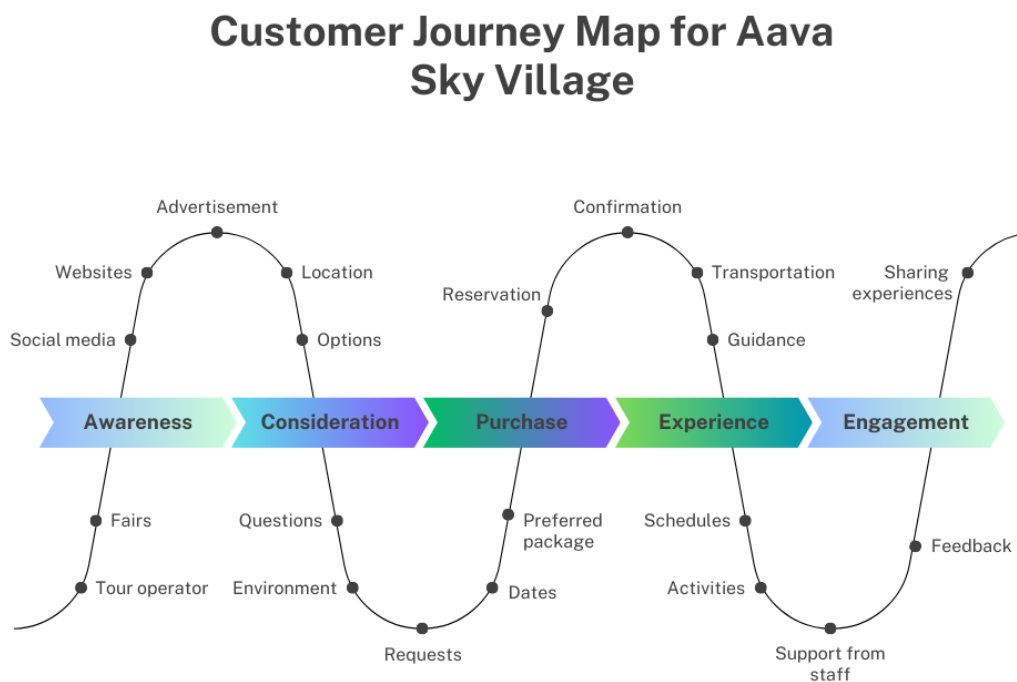 Customer Journey Map for Aava
Sky Village
Advertisement
Confirmation
Websites
Location
Transportation
Sharing
experiences
Reservation
Social media
Options
Guidance
Awareness
Consideration
Purchase
Experience
Engagement
Fairs
Questions
Preferred
package
Schedules
Feedback
Tour operator
Environment
Dates
Activities
Requests
Support from
staff